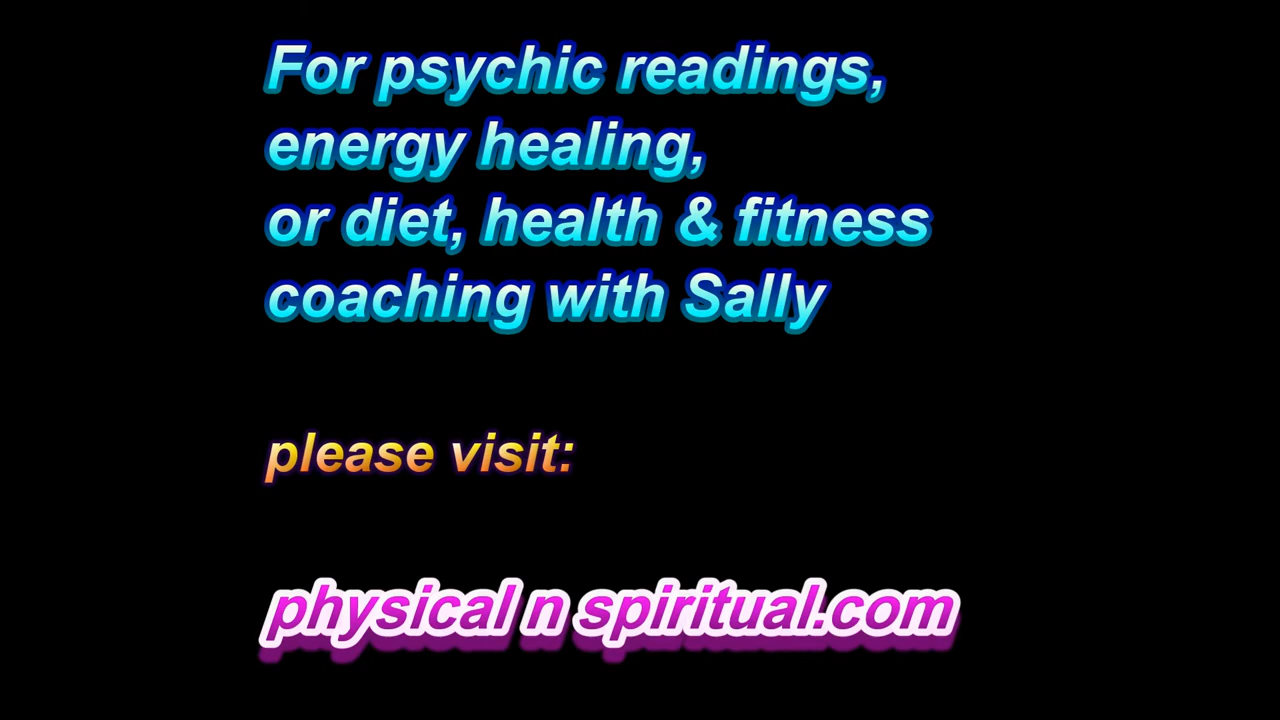 For psychic readings,
energy healing,
or diet, health & fitness
coaching with Sally
please visit:
physical n spiritual.com